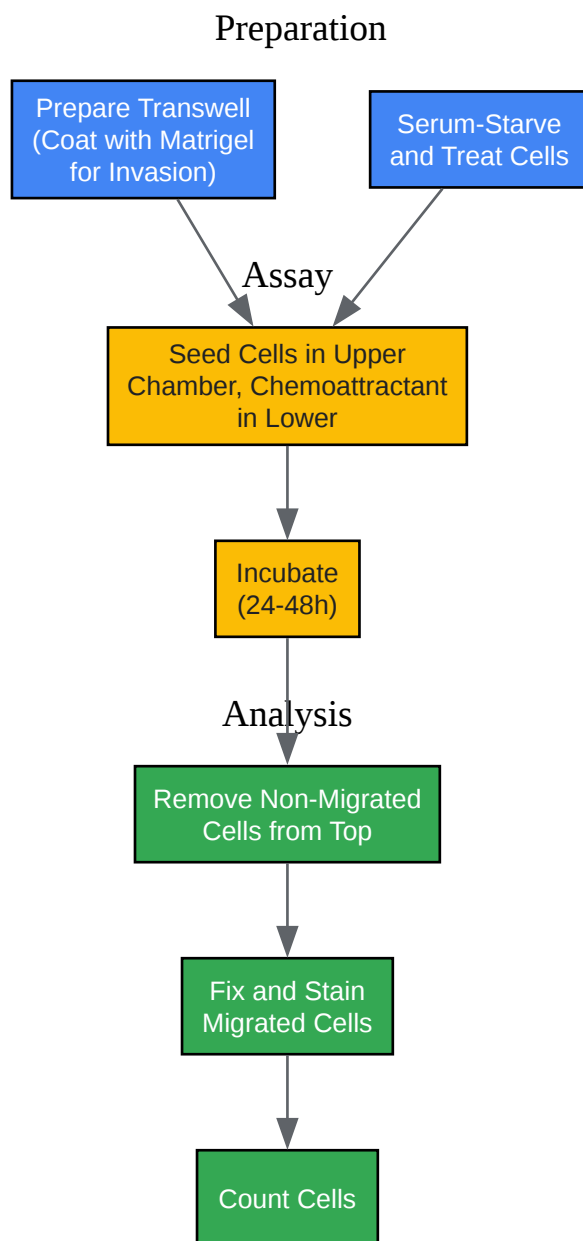 Preparation
Prepare Transwell
(Coat with Matrigel
for Invasion)
Serum-Starve
and Treat Cells
Assay
Seed Cells in Upper
Chamber, Chemoattractant
in Lower
Incubate
(24-48h)
Analysis
Remove Non-Migrated
Cells from Top
Fix and Stain
Migrated Cells
Count Cells